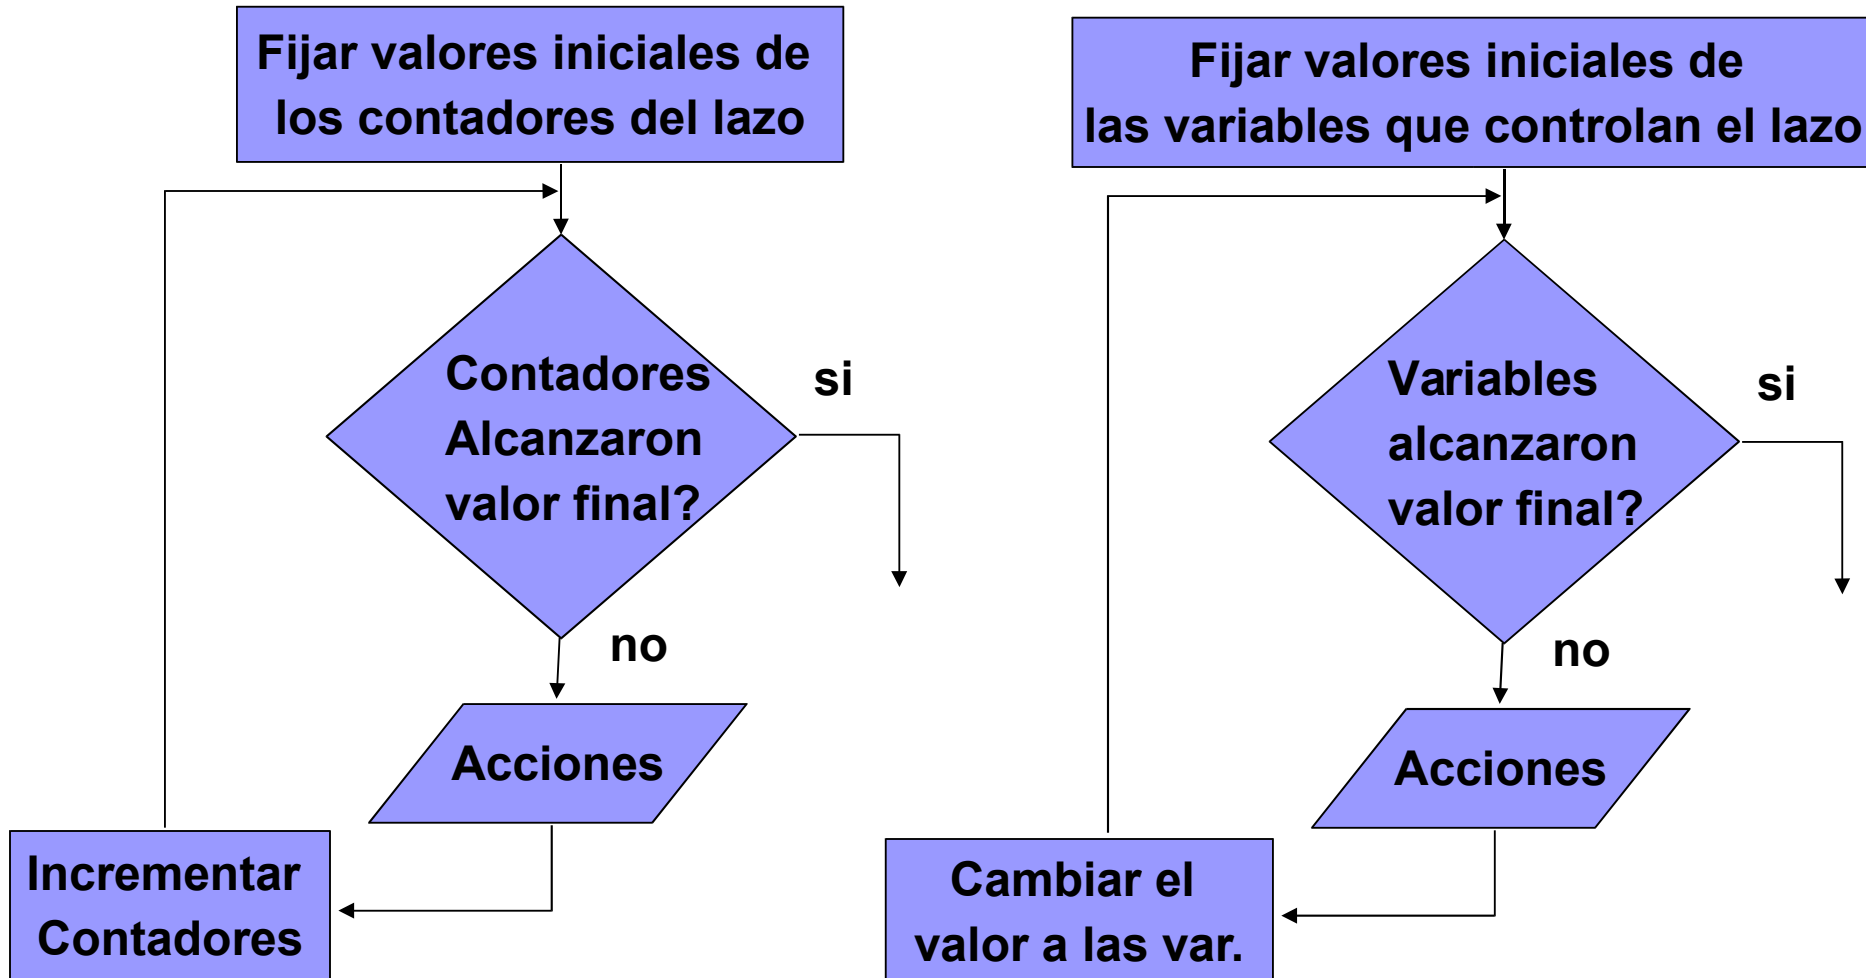 Fijar valores iniciales de
los contadores del lazo
Contadores
Alcanzaron
valor final?
si
no
Acciones
Incrementar
Contadores
Fijar valores iniciales de
las variables que controlan el lazo
Variables
alcanzaron
valor final?
si
no
Acciones
Cambiar el
valor a las var.